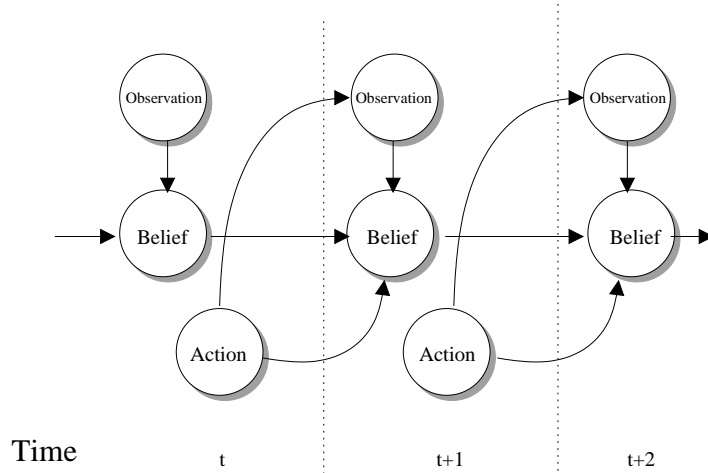 Observation Observation Observation
Belief Belief Belief
Action Action
Time t t+1 t+2